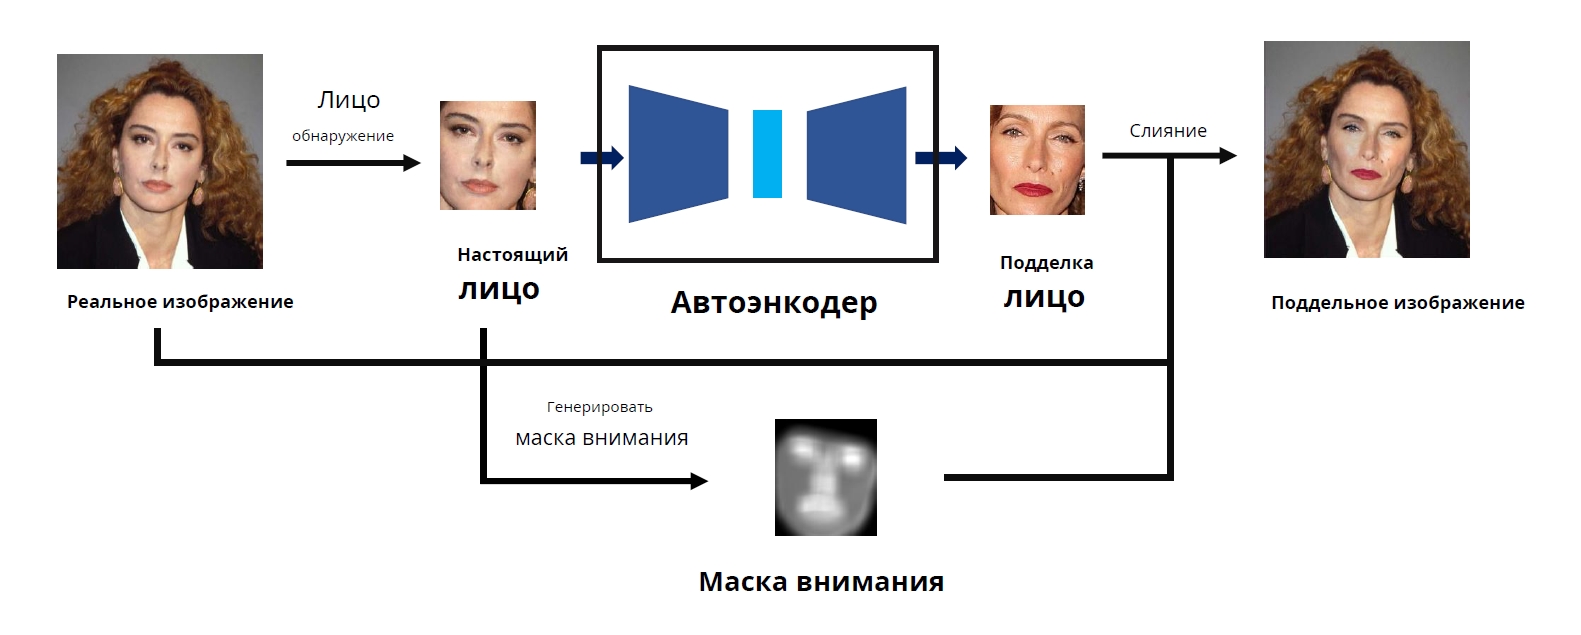 Лицо
обнаружение
Слияние
Реальное изображение
Настоящий
лицо
Автоэнкодер
Подделка
лицо
Поддельное изображение
Генерировать
маска внимания
Маска внимания